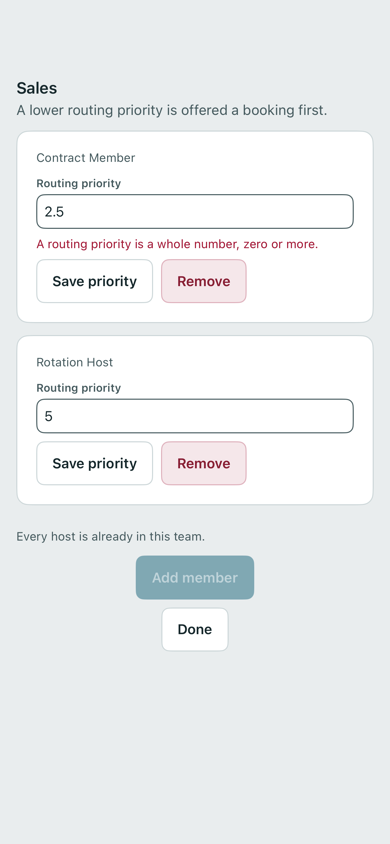 Sales
A lower routing priority is offered a booking first.
Contract Member
Routing priority
2.5
A routing priority is a whole number, zero or more.
Save priority
Remove
Rotation Host
Routing priority
5
Save priority
Remove
Every host is already in this team.
Add member
Done